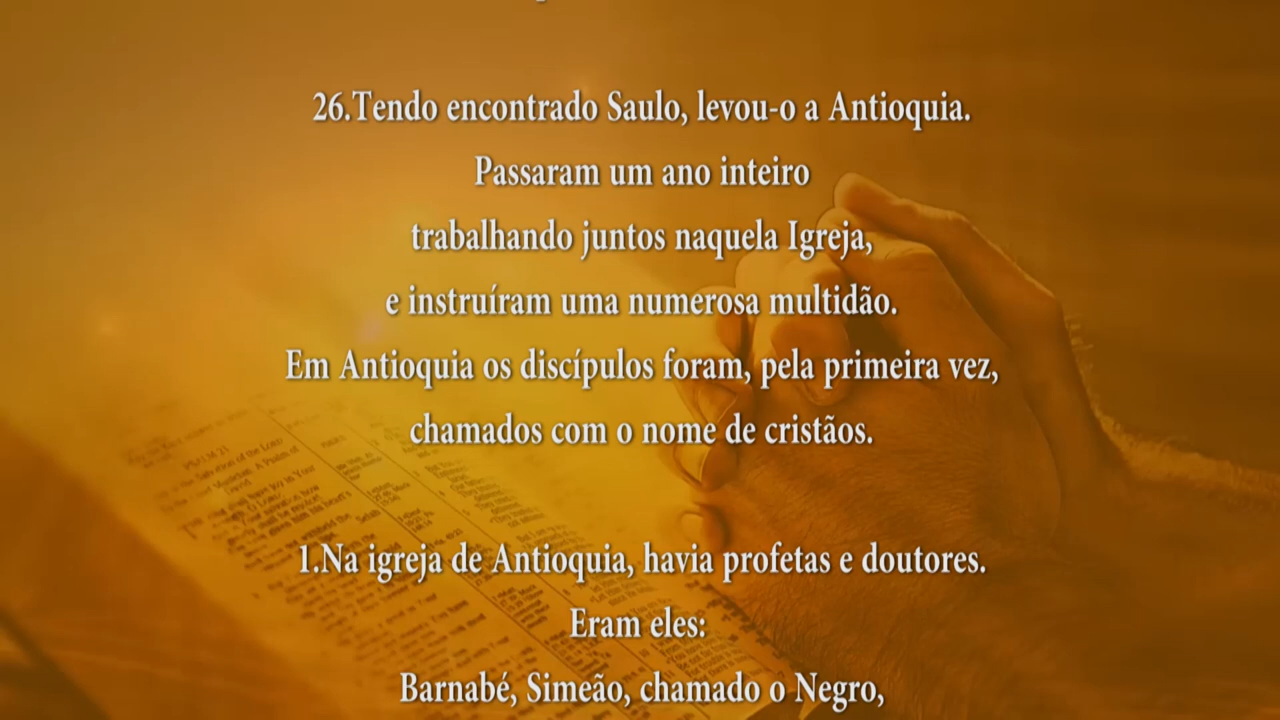 26.Tendo encontrado Saulo, levou-o a Antioquia.
Passaram um ano inteiro
trabalhando juntos naquela Igreja,
e instruíram uma numerosa multidão.
Em Antioquia os discípulos foram, pela primeira vez,
chamados com o nome de cristãos.
1.Na igreja de Antioquia, havia profetas e doutores.
Eram eles:
Barnabé, Simeão, chamado o Negro,